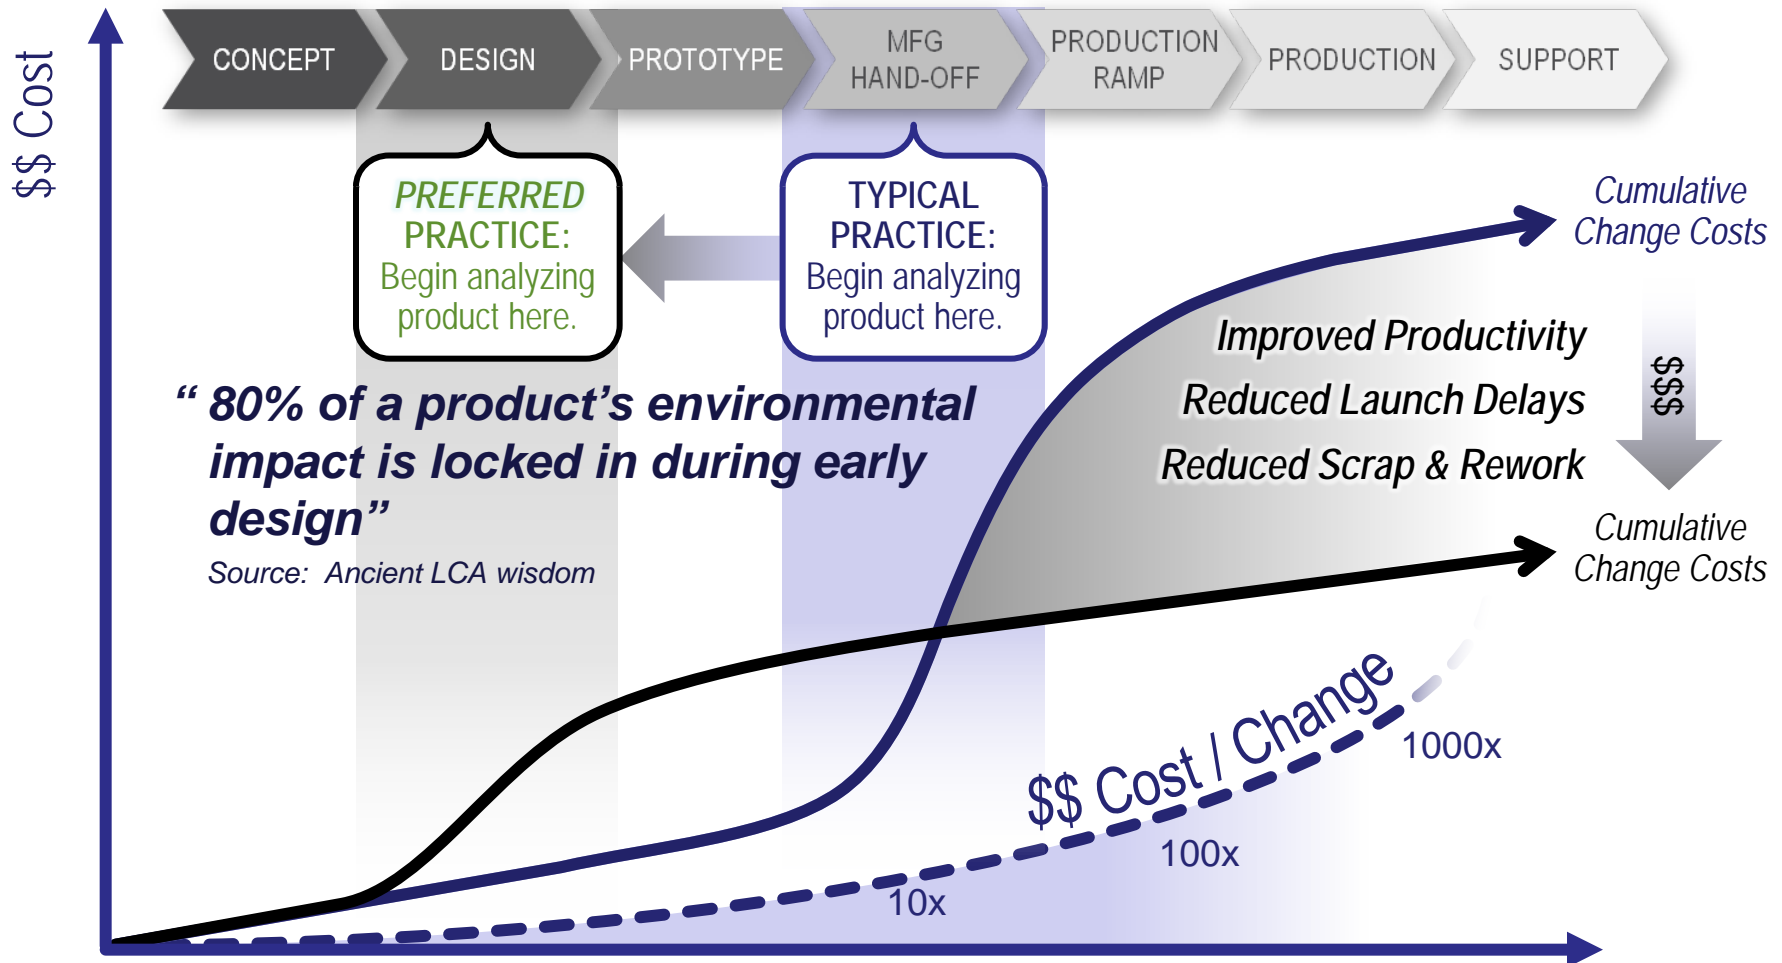 $$ Cost
CONCEPT
DESIGN
PROTOTYPE
MFG
HAND-OFF
PRODUCTION
RAMP
PRODUCTION
SUPPORT
PREFERRED
PRACTICE:
Begin analyzing
product here.
TYPICAL
PRACTICE:
Begin analyzing
product here.
Cumulative
Change Costs
Improved Productivity
Reduced Launch Delays
Reduced Scrap & Rework
$$$
“ 80% of a product’s environmental
impact is locked in during early
design”
Source:  Ancient LCA wisdom
Cumulative
Change Costs
$$ Cost / Change
10x
100x
1000x